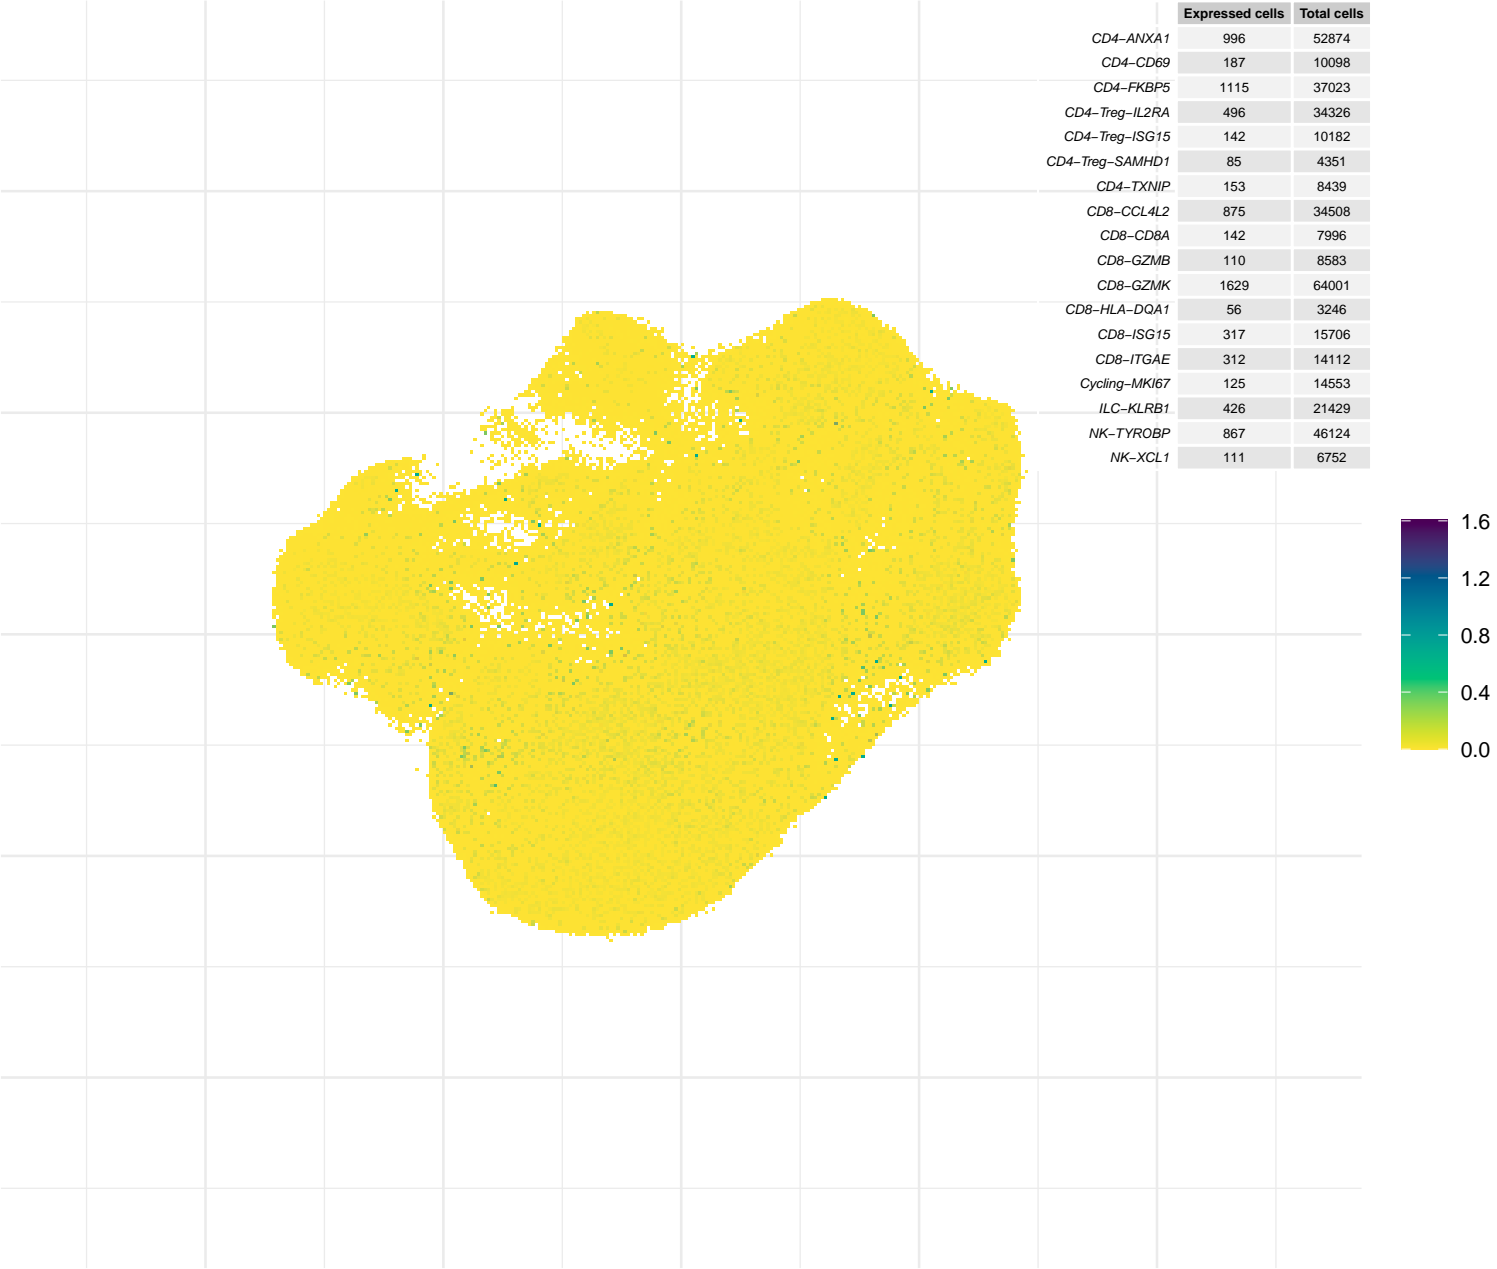 Expressed cells Total cells
CD4−ANXA1 996 52874
CD4−CD69 187 10098
CD4−FKBP5 1115 37023
CD4−Treg−IL2RA 496 34326
CD4−Treg−ISG15 142 10182
CD4−Treg−SAMHD1 85 4351
CD4−TXNIP 153 8439
CD8−CCL4L2 875 34508
CD8−CD8A 142 7996
CD8−GZMB 110 8583
CD8−GZMK 1629 64001
CD8−HLA−DQA1 56 3246
CD8−ISG15 317 15706
CD8−ITGAE 312 14112
Cycling−MKI67 125 14553
ILC−KLRB1 426 21429
NK−TYROBP 867 46124
NK−XCL1 111 6752
1.6
1.2
0.8
0.4
0.0